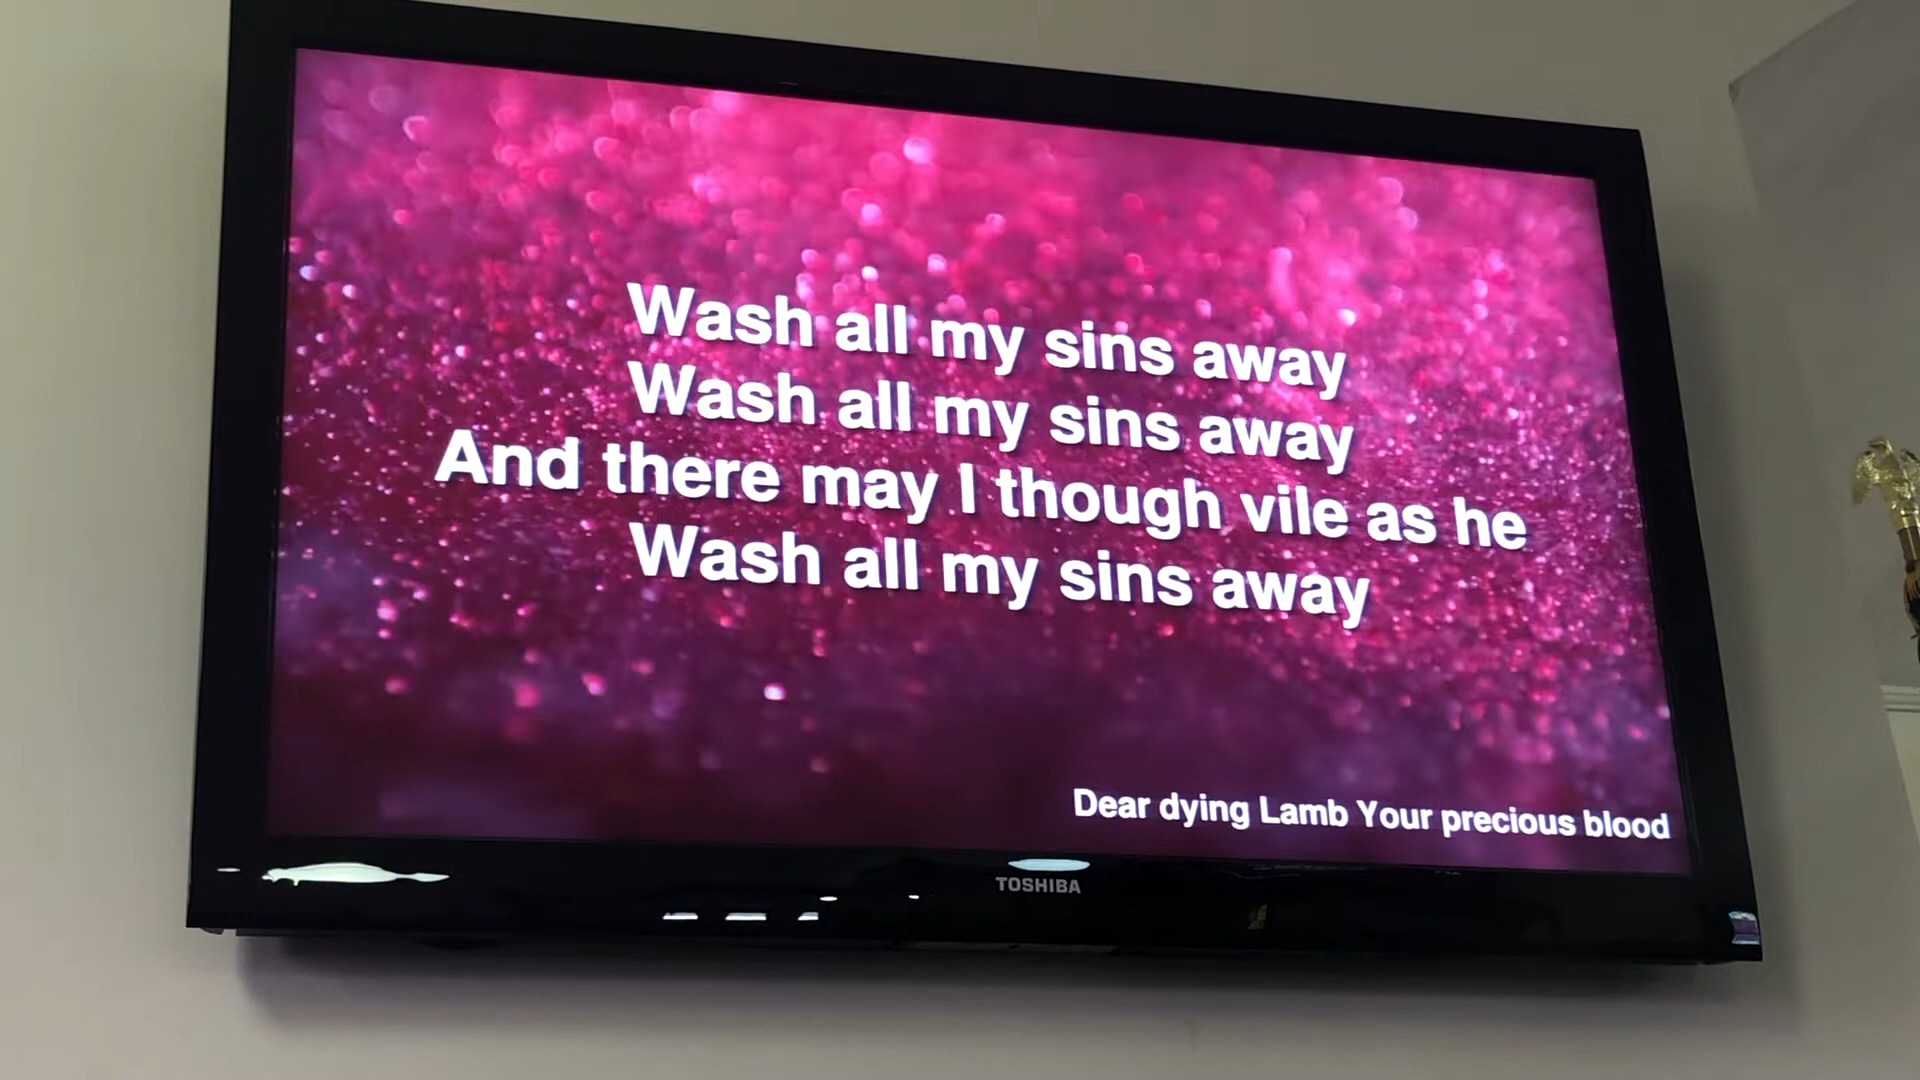 Wash all my sins away
Wash all my sins away
And there may I though vile as he
Wash all my sins away
Dear dying Lamb Your precious blood
TOSHIBA